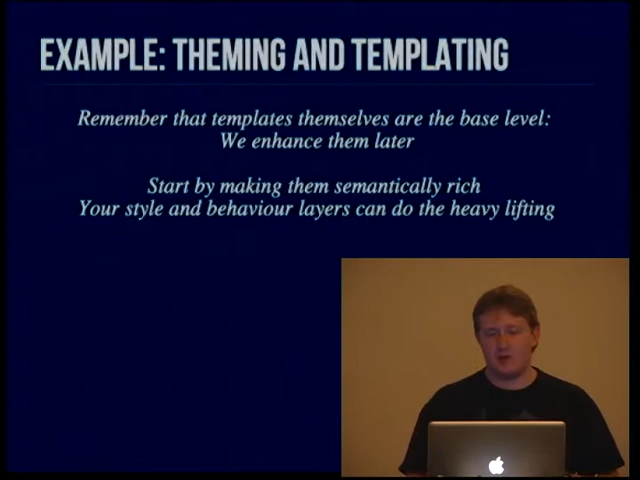 EXAMPLE: THEMING AND TEMPLATING
Remember that templates themselves are the base level:
We enhance them later
Start by making them semantically rich
Your style and behaviour layers can do the heavy lifting